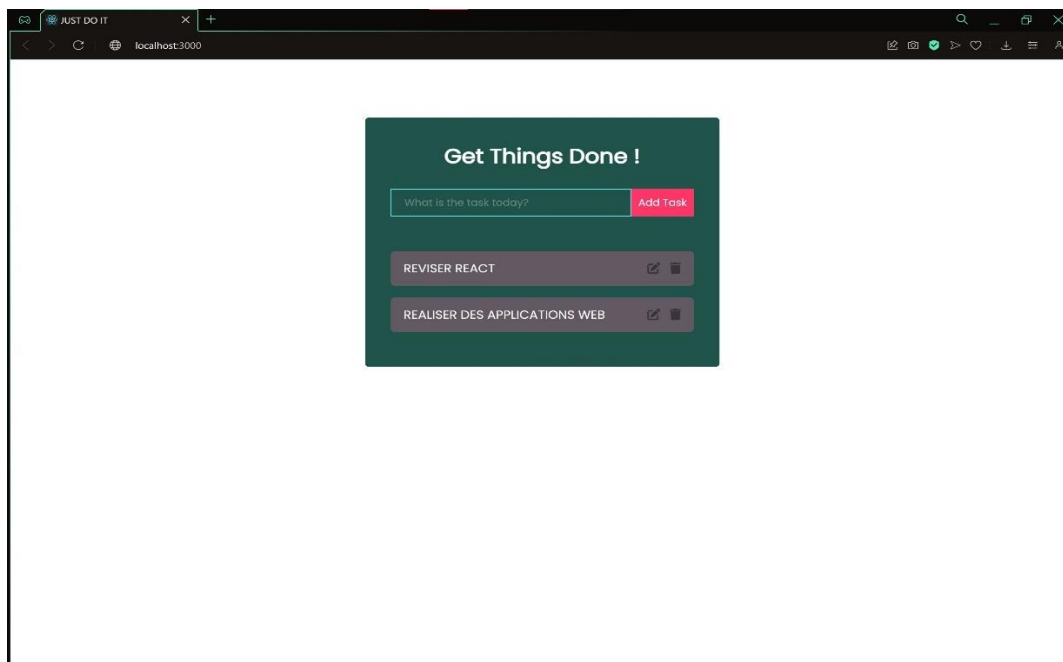 JUST DO IT
localhost:3000
Get Things Done !
What is the task today?
Add Task
REVISER REACT
REALISER DES APPLICATIONS WEB